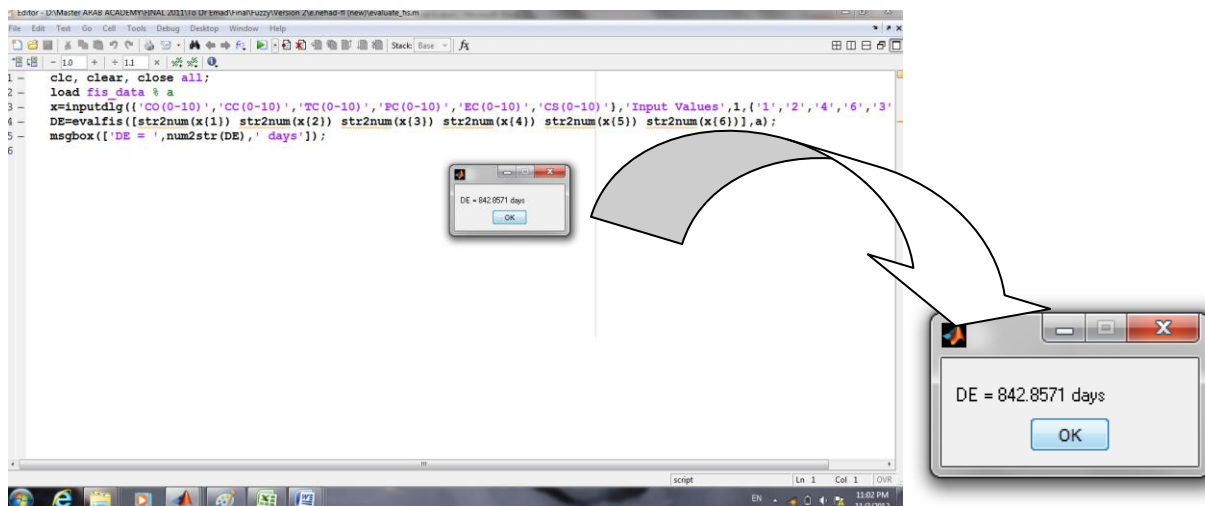 Editor - D:\Master ARAB ACADEMY\FINAL 2011\To Dr Emad\Final\Fuzzy\Version 2\e.nehad-fl (new)\evaluate_fis.m
File Edit Text Go Cell Tools Debug Desktop Window Help
Stack: Base fx
- 1.0 + ÷ 1.1 ×
1 - clc, clear, close all;
2 - load fis_data % a
3 - x=inputdlg({'CO(0-10)','CC(0-10)','TC(0-10)','PC(0-10)','EC(0-10)','CS(0-10)'},'Input Values',1,{'1','2','4','6','3'
4 - DE=evalfis([str2num(x{1}) str2num(x{2}) str2num(x{3}) str2num(x{4}) str2num(x{5}) str2num(x{6})],a);
5 - msgbox(['DE = ',num2str(DE),' days']);
6
DE = 842.8571 days
OK
DE = 842.8571 days
OK
script Ln 1 Col 1 OVR
EN 11:02 PM